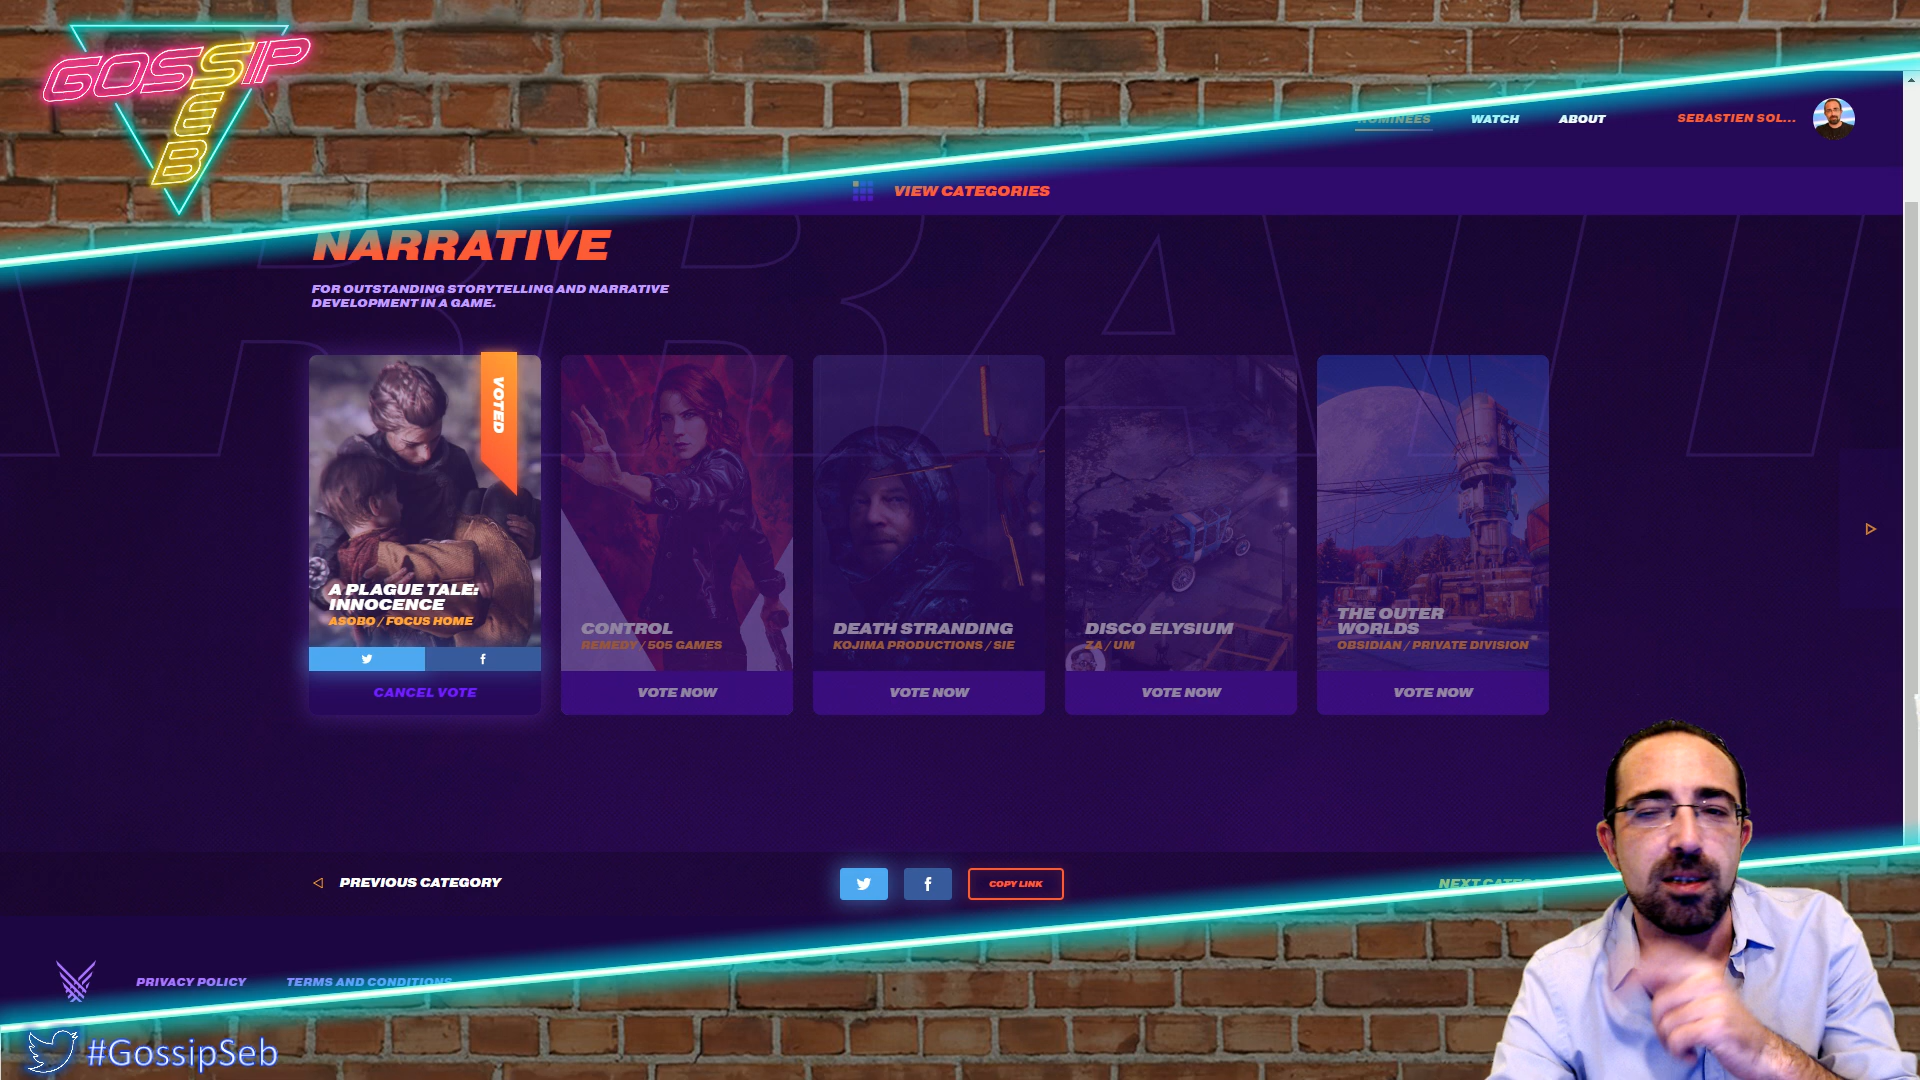 GOSSIP
SEB
NOMINEES
WATCH
ABOUT
SEBASTIEN SOL...
VIEW CATEGORIES
NARRATIVE
FOR OUTSTANDING STORYTELLING AND NARRATIVE
DEVELOPMENT IN A GAME.
VOTED
A PLAGUE TALE:
INNOCENCE
ASOBO / FOCUS HOME
CANCEL VOTE
CONTROL
REMEDY / 505 GAMES
VOTE NOW
DEATH STRANDING
KOJIMA PRODUCTIONS / SIE
VOTE NOW
DISCO ELYSIUM
ZA / UM
VOTE NOW
THE OUTER
WORLDS
OBSIDIAN / PRIVATE DIVISION
VOTE NOW
PREVIOUS CATEGORY
COPY LINK
NEXT
PRIVACY POLICY
TERMS AND CONDITIONS
#GossipSeb